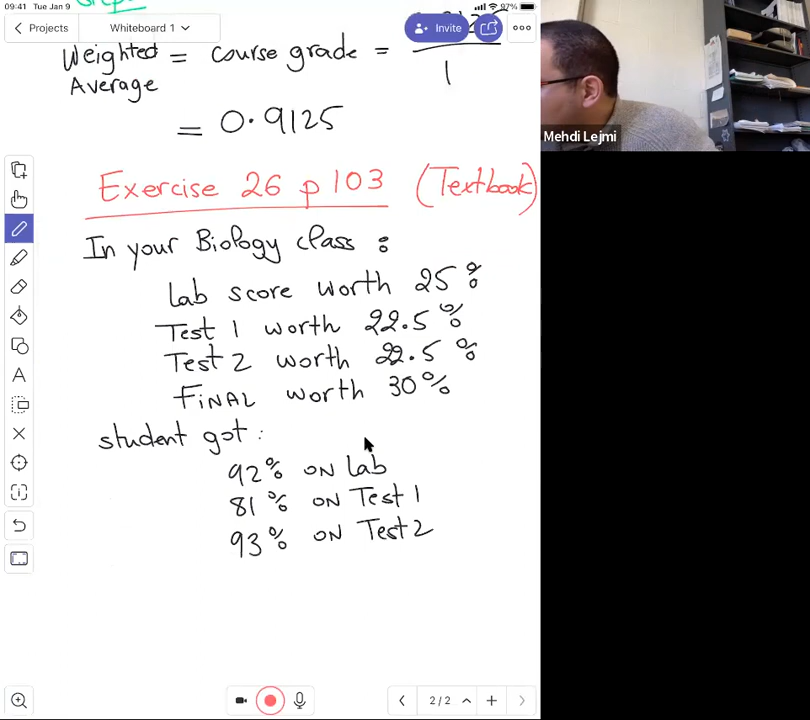 09:41 Tue Jan 9
97%
Projects
Whiteboard 1
Invite
Weighted = course grade =
Average
1
= 0.9125
Exercise 26 p 103 (Textbook)
In your Biology class :
Lab score worth 25 %
Test 1 worth 22.5 %
Test 2 worth 22.5 %
FINAL worth 30%
student got :
92% ON Lab
81 % ON Test 1
93% ON Test 2
A
2/2
Mehdi Lejmi